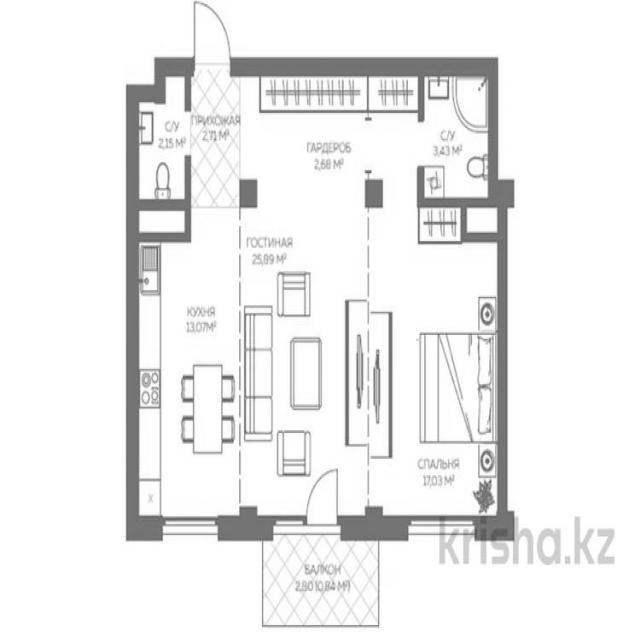 С/У
2,15 М²
ПРИХОЖАЯ
2,71 М²
ГАРДЕРОБ
2,68 М²
С/У
3,43 М²
ГОСТИНАЯ
25,89 М²
КУХНЯ
13,07М²
СПАЛЬНЯ
17,03 М²
X
krisha.kz
БАЛКОН
2,80 (0,84 М²)